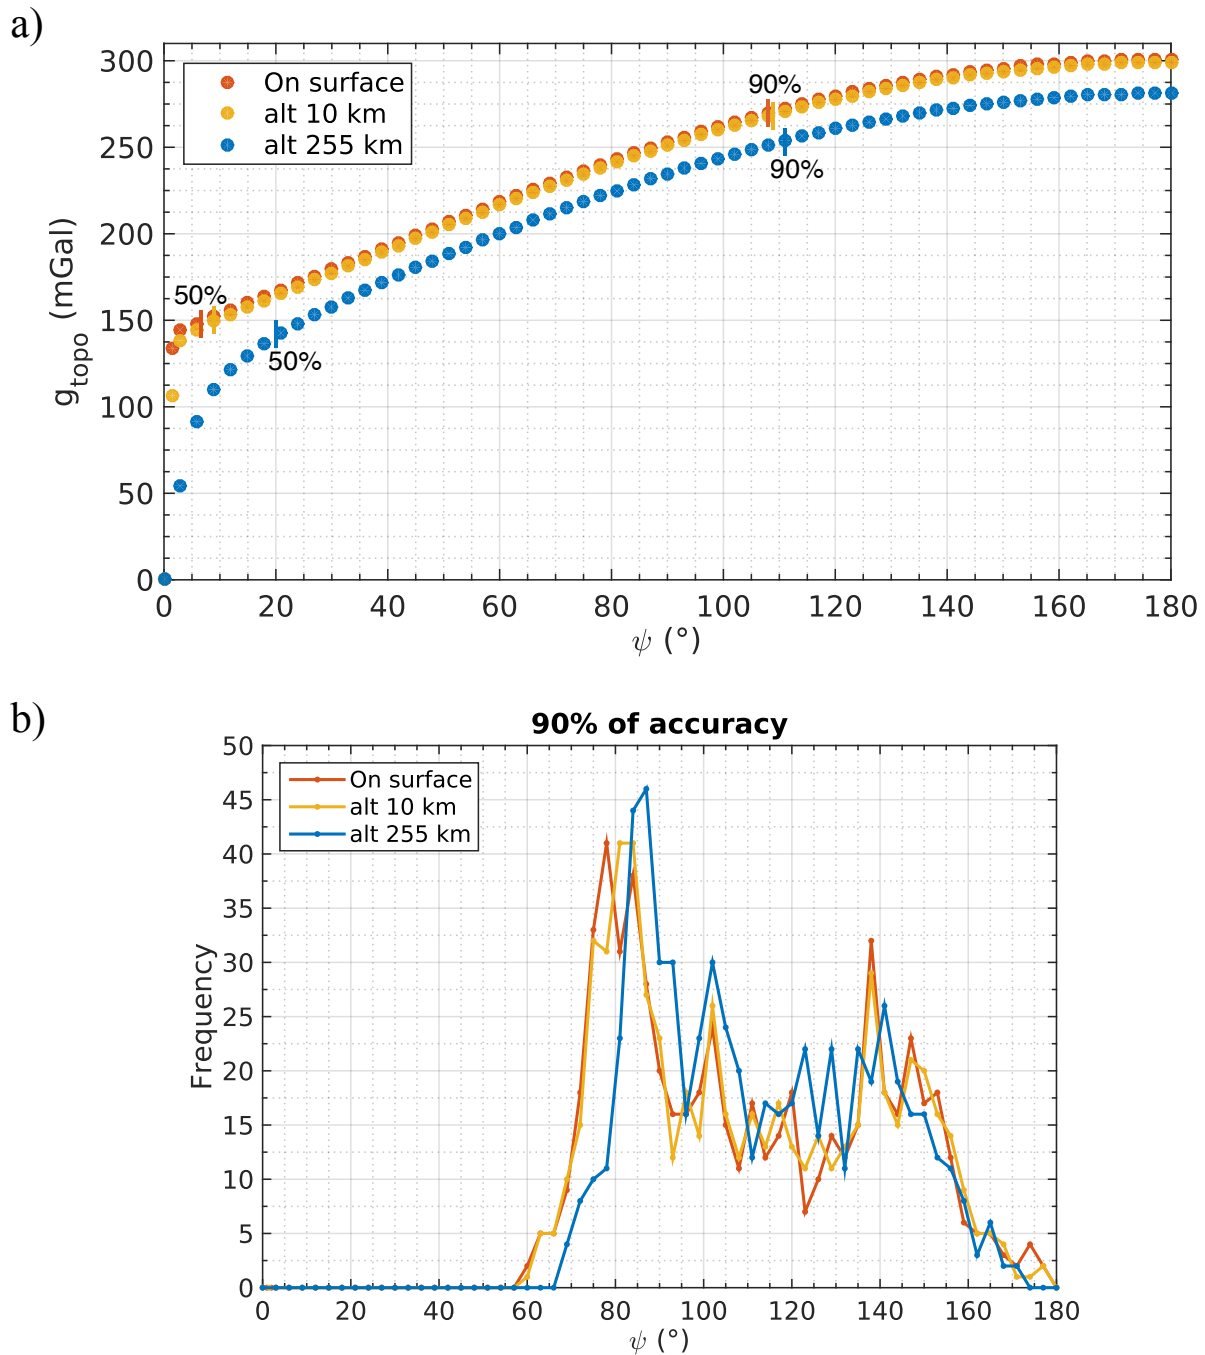 a)
300
250
200
150
100
50
0
g_topo (mGal)
On surface
alt 10 km
alt 255 km
50%
50%
90%
90%
0 20 40 60 80 100 120 140 160 180
ψ (°)
b)
90% of accuracy
50
45
40
35
30
25
20
15
10
5
0
Frequency
On surface
alt 10 km
alt 255 km
0 20 40 60 80 100 120 140 160 180
ψ (°)